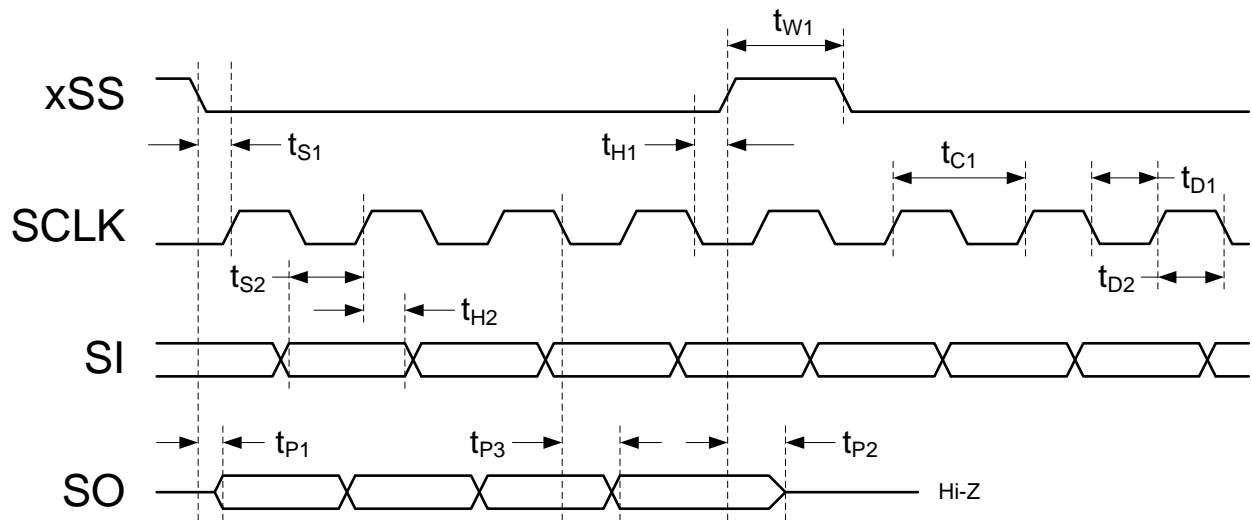 tW1
xSS
tS1
tH1
tC1
tD1
SCLK
tS2
tD2
tH2
SI
tP1
tP3
tP2
SO
Hi-Z